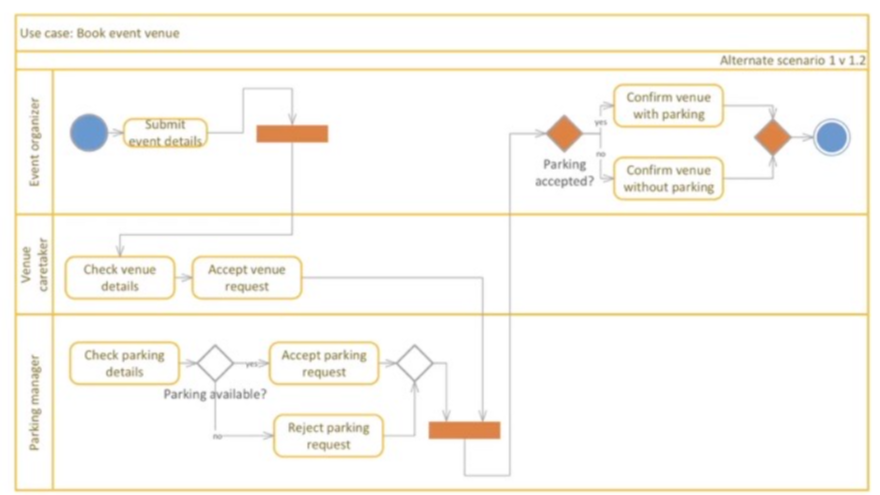 Use case: Book event venue
Alternate scenario 1 v 1.2
Event organizer
Submit
event details
yes
no
Parking
accepted?
Confirm venue
with parking
Confirm venue
without parking
Venue
caretaker
Check venue
details
Accept venue
request
Parking manager
Check parking
details
Parking available?
yes
no
Accept parking
request
Reject parking
request